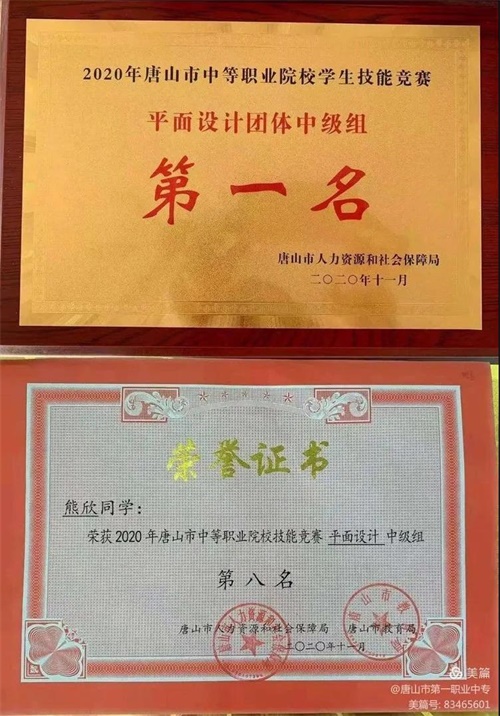 2020年唐山市中等职业院校学生技能竞赛
平面设计团体中级组
第一名
唐山市人力资源和社会保障局
二〇二〇年十一月
荣誉证书
熊欣同学：
荣获2020年唐山市中等职业院校技能竞赛 平面设计 中级组
第八名
唐山市人力资源和社会保障局 唐山市教育局
二〇二〇年十一月
美篇
@唐山市第一职业中专
美篇号: 83465601